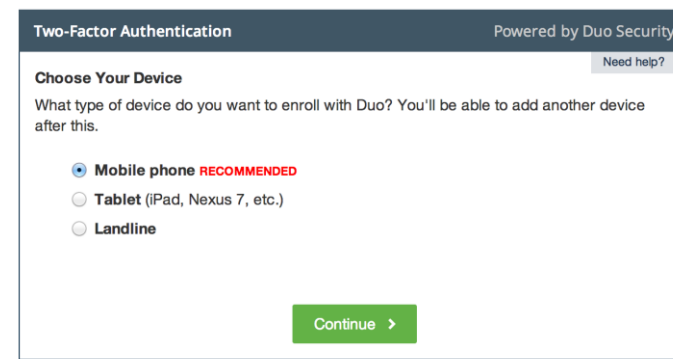 Two-Factor Authentication Powered by Duo Security
Need help?
Choose Your Device
What type of device do you want to enroll with Duo? You'll be able to add another device
after this.
Mobile phone RECOMMENDED
Tablet (iPad, Nexus 7, etc.)
Landline
Continue